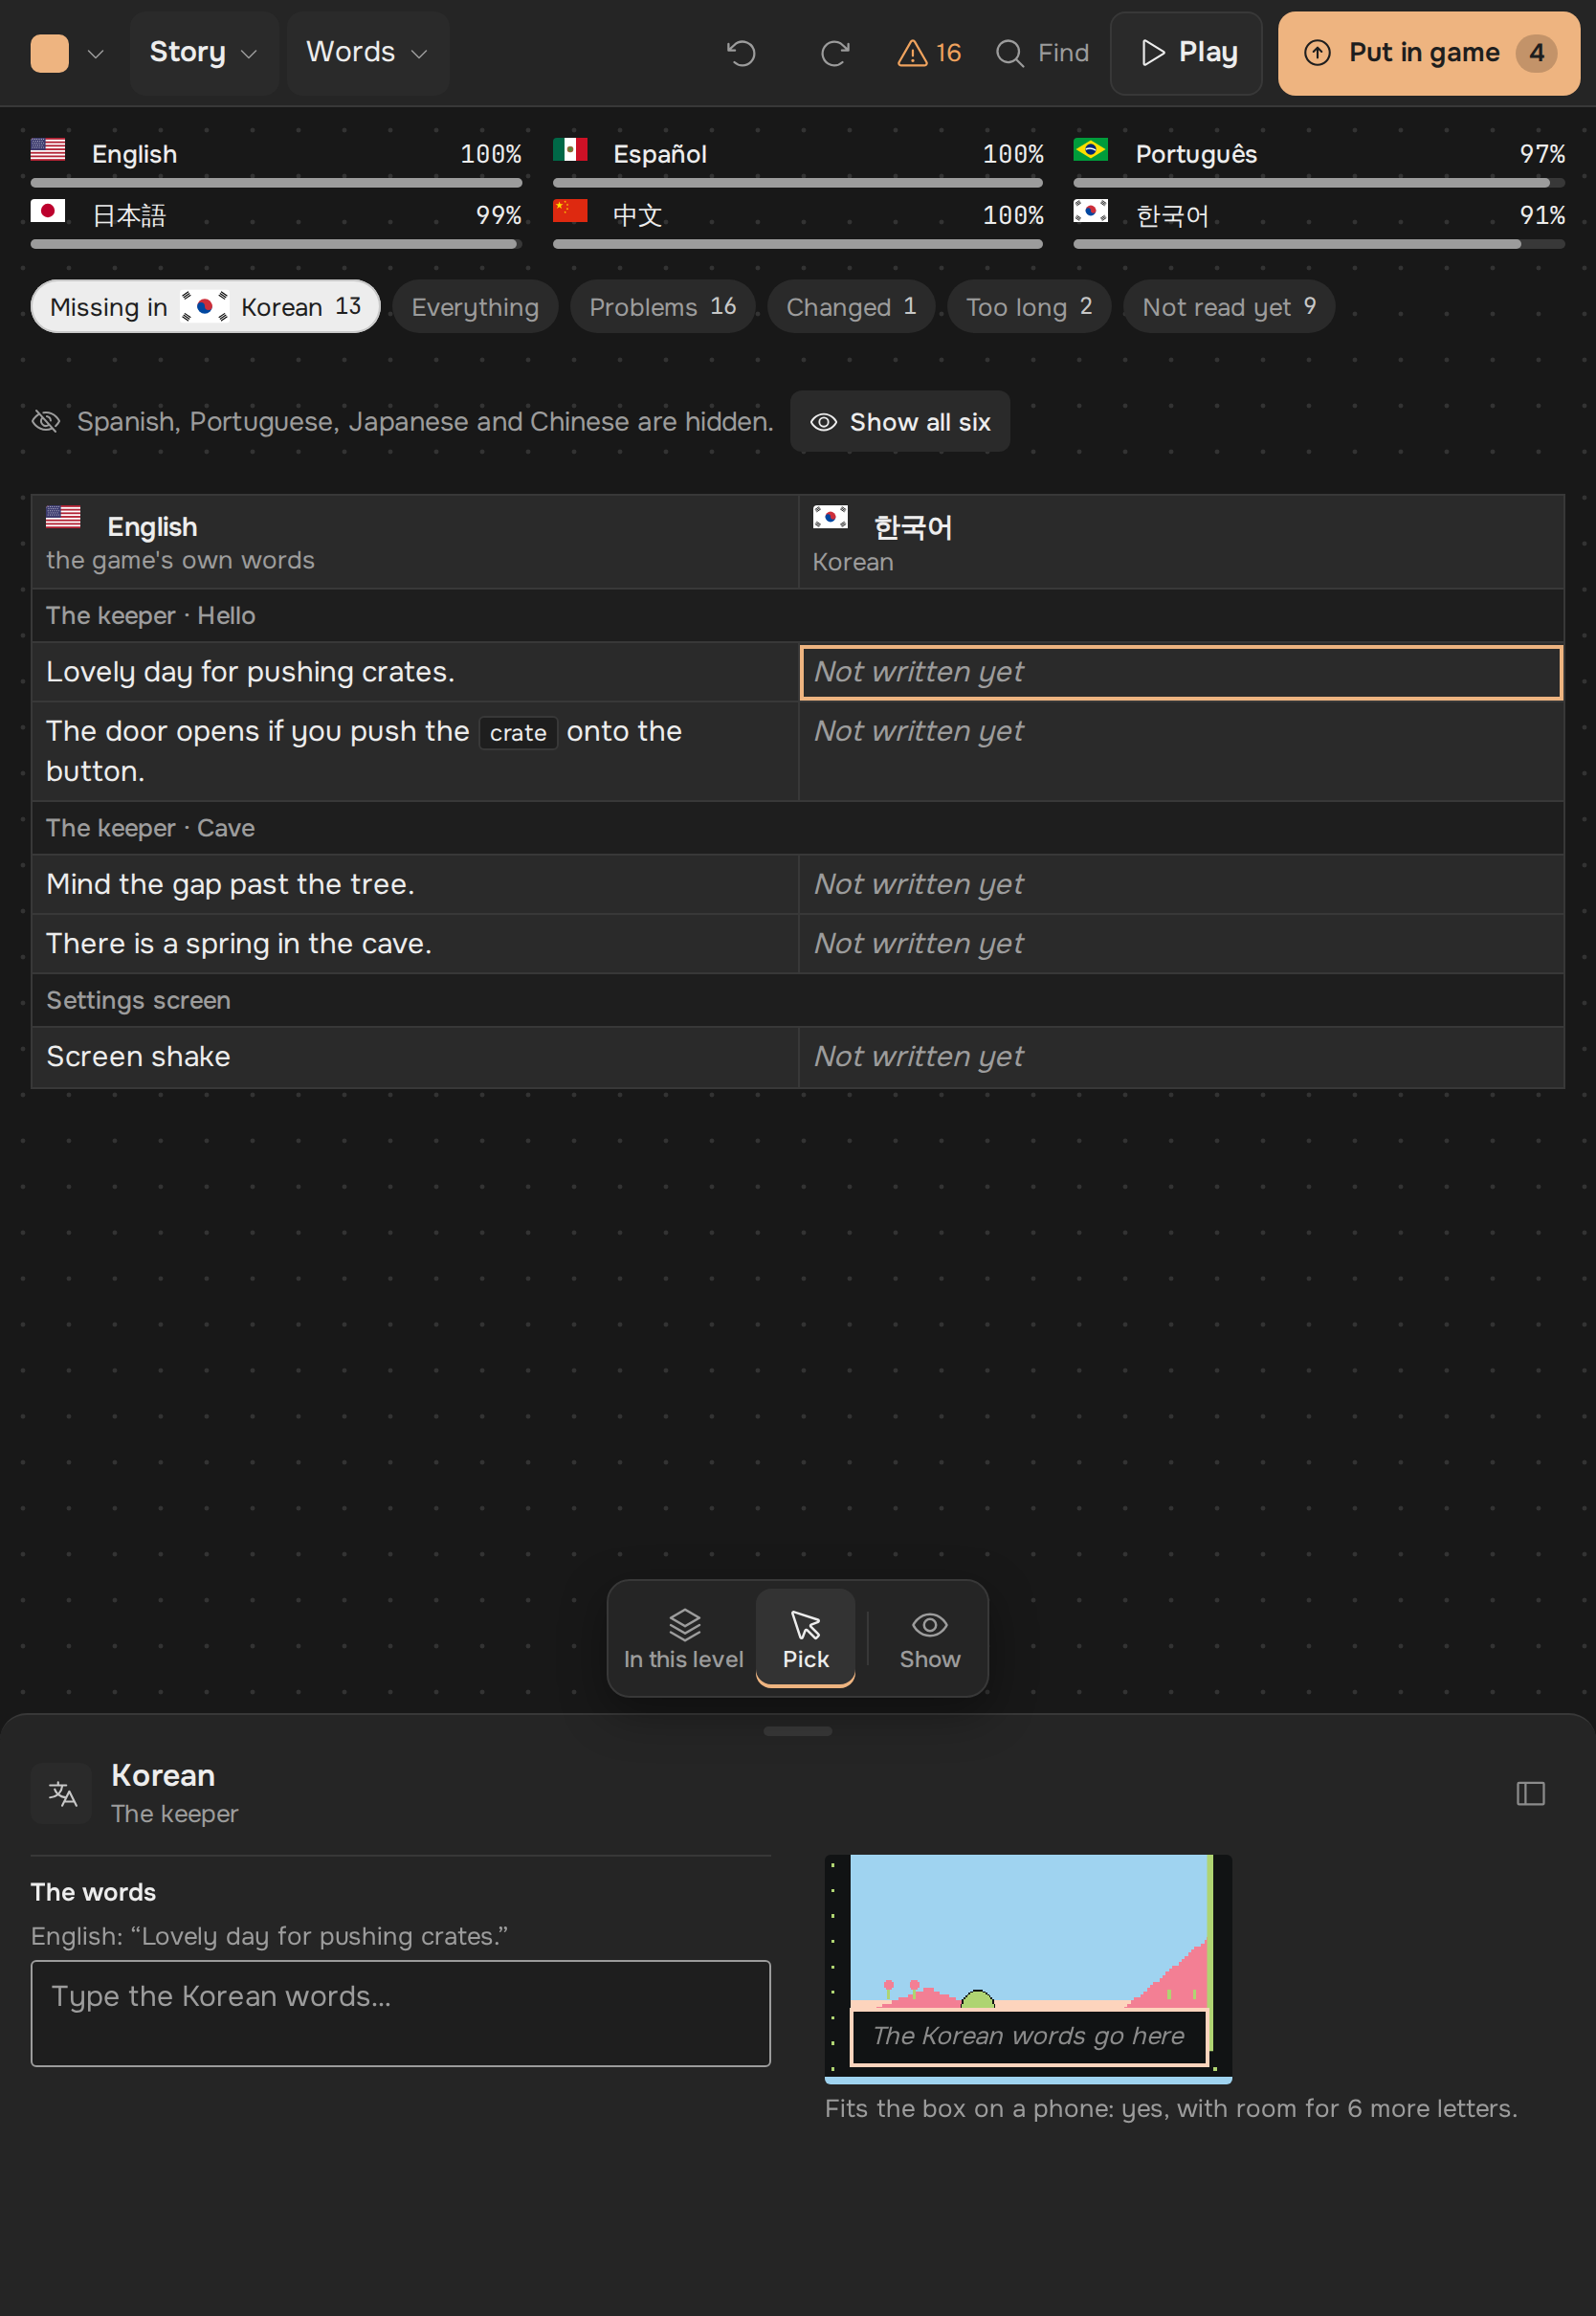 Story Words 16 Find Play Put in game 4
English 100% Español 100% Português 97%
日本語 99% 中文 100% 한국어 91%
Missing in Korean 13 Everything Problems 16 Changed 1 Too long 2 Not read yet 9
Spanish, Portuguese, Japanese and Chinese are hidden. Show all six
English 한국어
the game's own words Korean
The keeper · Hello
Lovely day for pushing crates. Not written yet
The door opens if you push the crate onto the Not written yet
button.
The keeper · Cave
Mind the gap past the tree. Not written yet
There is a spring in the cave. Not written yet
Settings screen
Screen shake Not written yet
In this level Pick Show
Korean
The keeper
The words
English: “Lovely day for pushing crates.”
Type the Korean words...
The Korean words go here
Fits the box on a phone: yes, with room for 6 more letters.